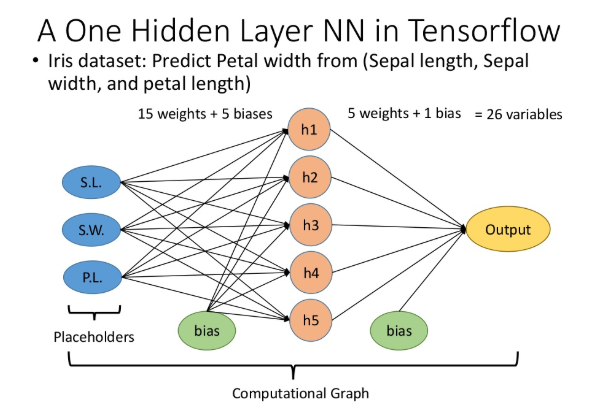 A One Hidden Layer NN in Tensorflow
• Iris dataset: Predict Petal width from (Sepal length, Sepal
width, and petal length)
15 weights + 5 biases
5 weights + 1 bias
= 26 variables
h1
S.L.
h2
S.W.
h3
Output
P.L.
h4
h5
bias
bias
Placeholders
Computational Graph